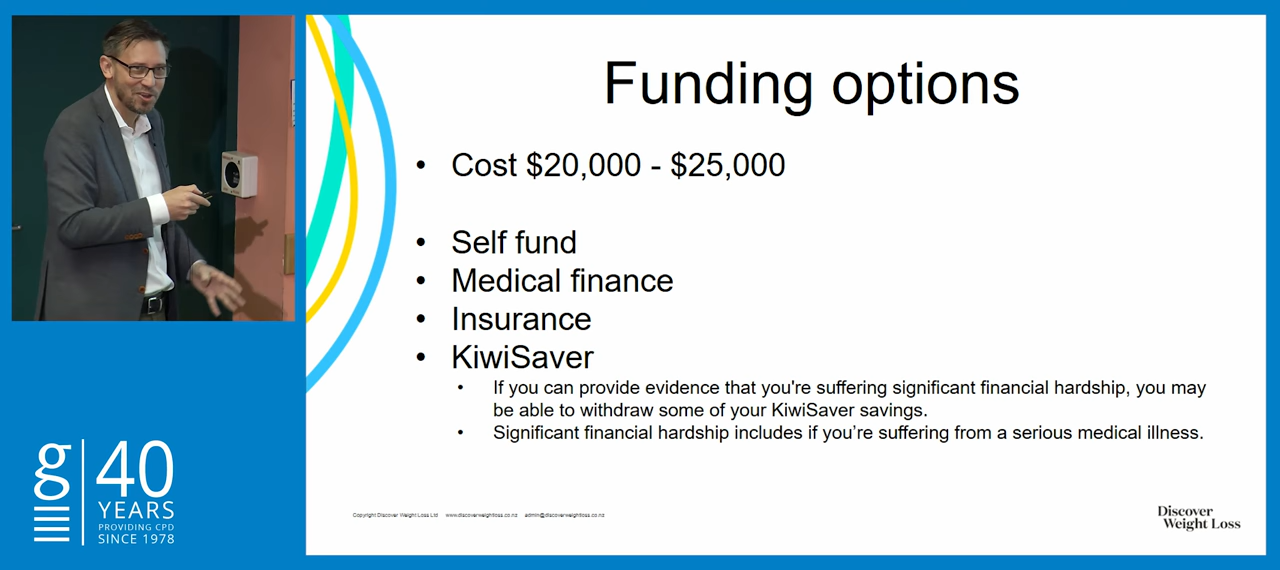 Funding options
• Cost $20,000 - $25,000
• Self fund
• Medical finance
• Insurance
• KiwiSaver
• If you can provide evidence that you're suffering significant financial hardship, you may
be able to withdraw some of your KiwiSaver savings.
• Significant financial hardship includes if you’re suffering from a serious medical illness.
Copyright Discover Weight Loss Ltd www.discoverweightloss.co.nz admin@discoverweightloss.co.nz
Discover
Weight Loss
g 40
YEARS
PROVIDING CPD
SINCE 1978